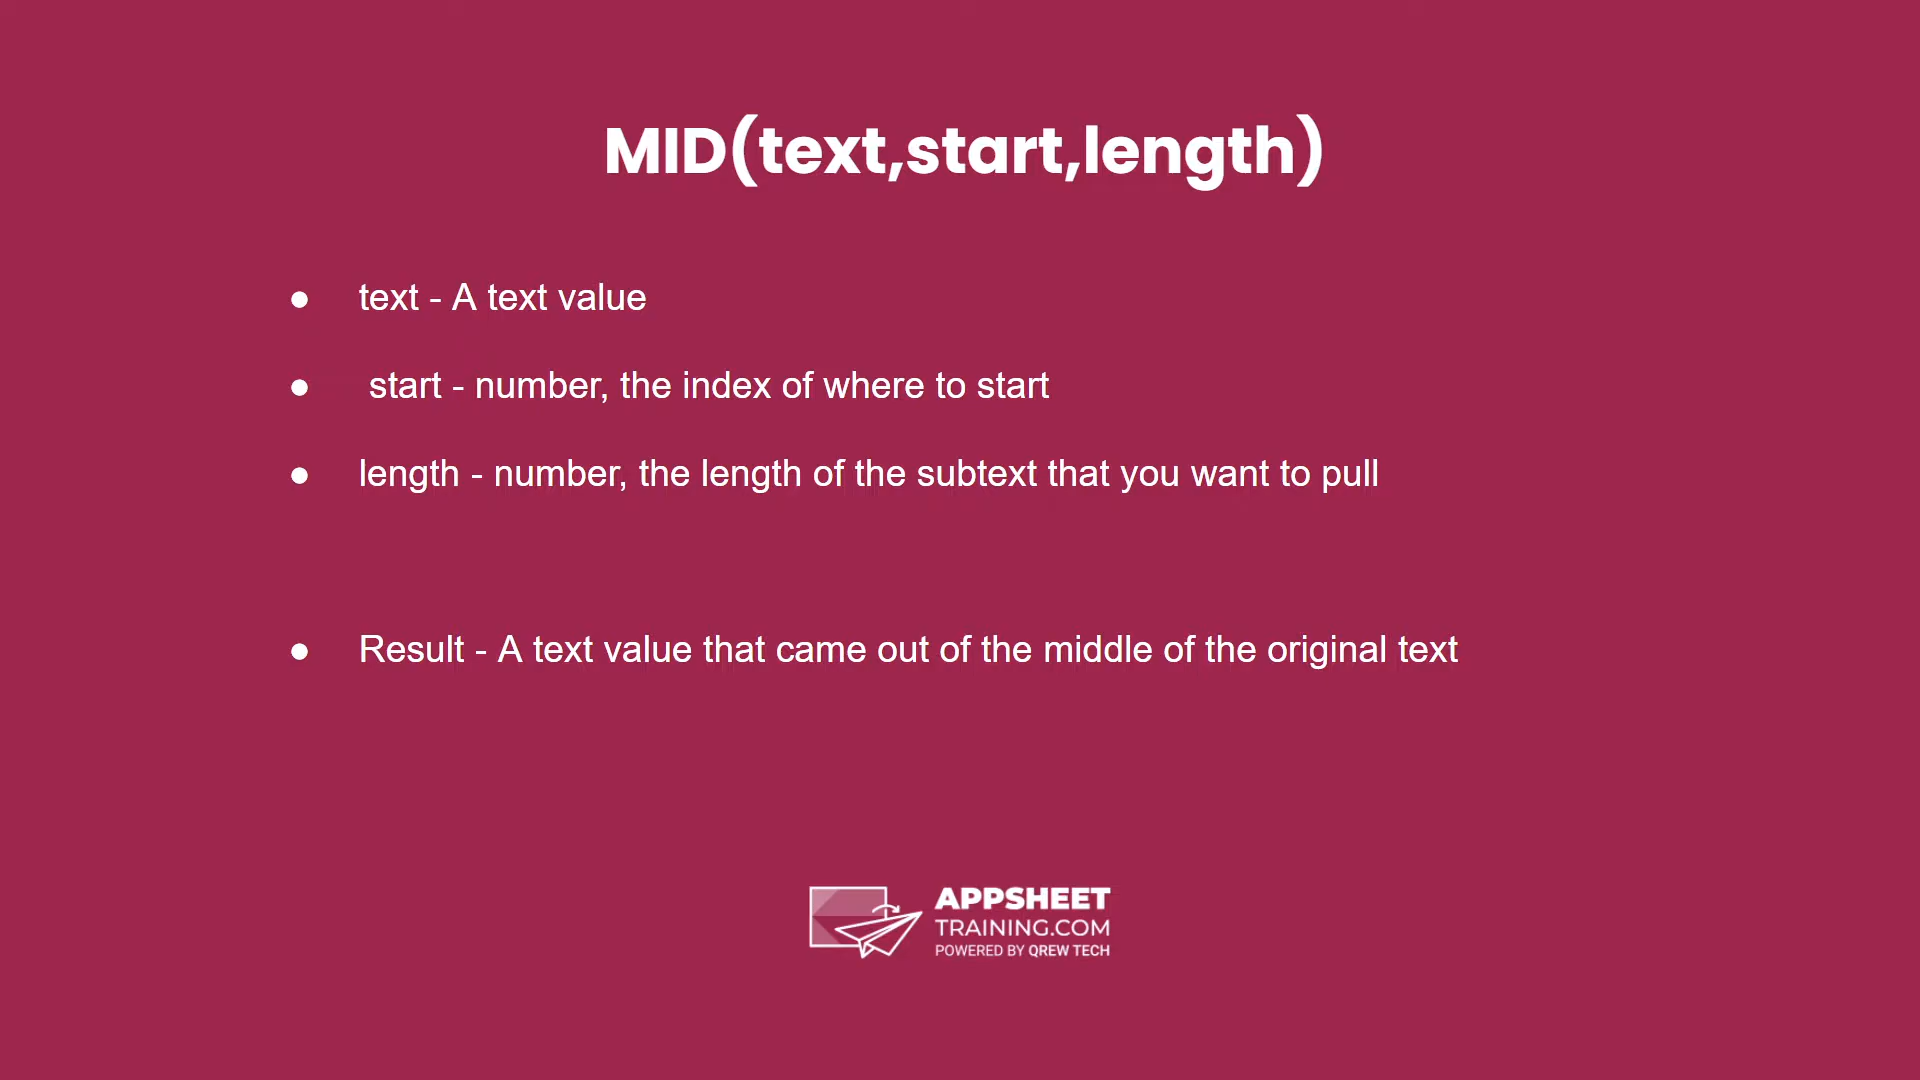 MID(text,start,length)
● text - A text value
● start - number, the index of where to start
● length - number, the length of the subtext that you want to pull
● Result - A text value that came out of the middle of the original text
APPSHEET
TRAINING.COM
POWERED BY QREW TECH